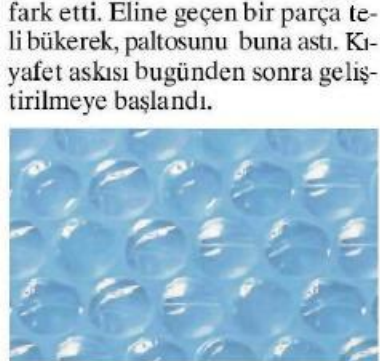 fark etti. Eline geçen bir parça te-
li bükerek, paltosunu buna astı. Kı-
yafet askısı bugünden sonra geliş-
tirilmeye başlandı.